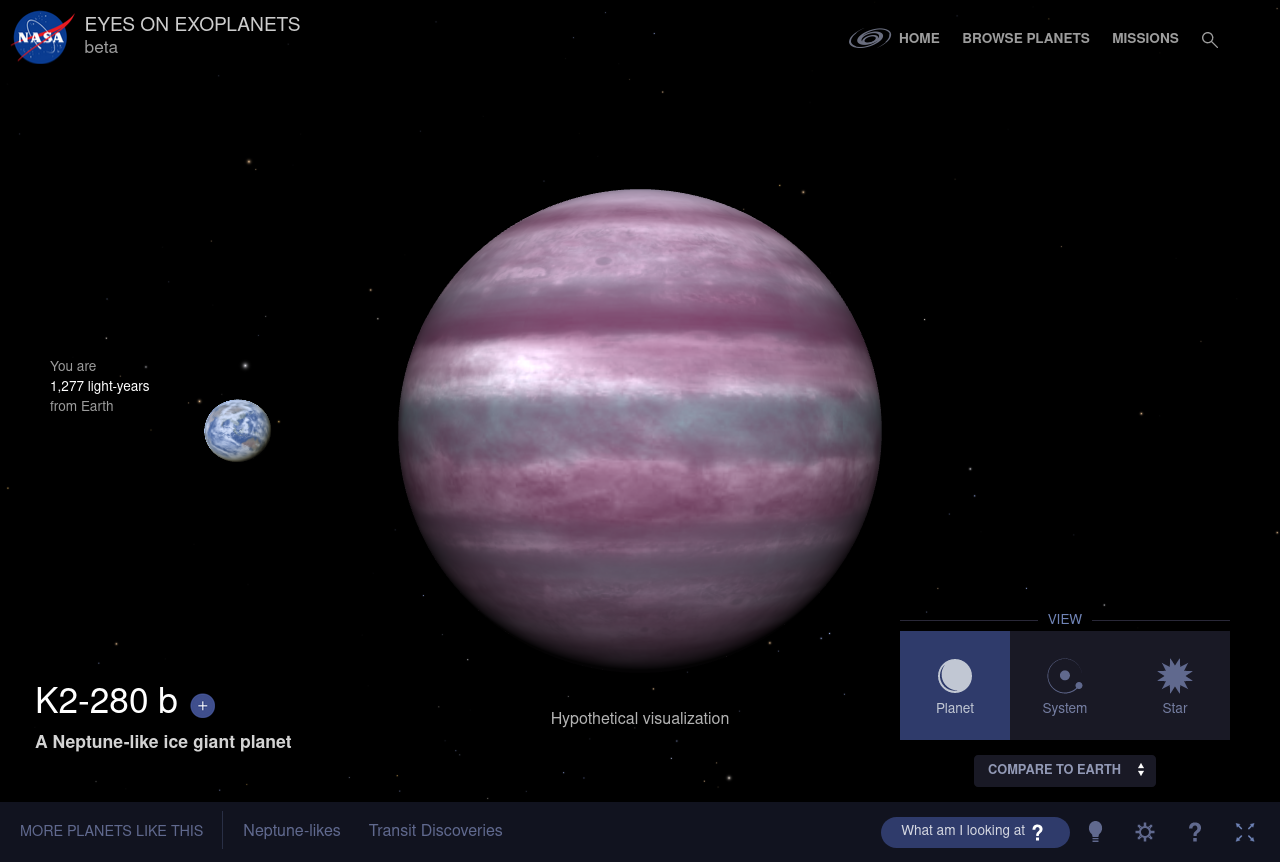 NASA
EYES ON EXOPLANETS
beta
HOME
BROWSE PLANETS
MISSIONS
You are
1,277 light-years
from Earth
K2-280 b +
A Neptune-like ice giant planet
Hypothetical visualization
VIEW
Planet
System
Star
COMPARE TO EARTH
MORE PLANETS LIKE THIS
Neptune-likes
Transit Discoveries
What am I looking at ?
?